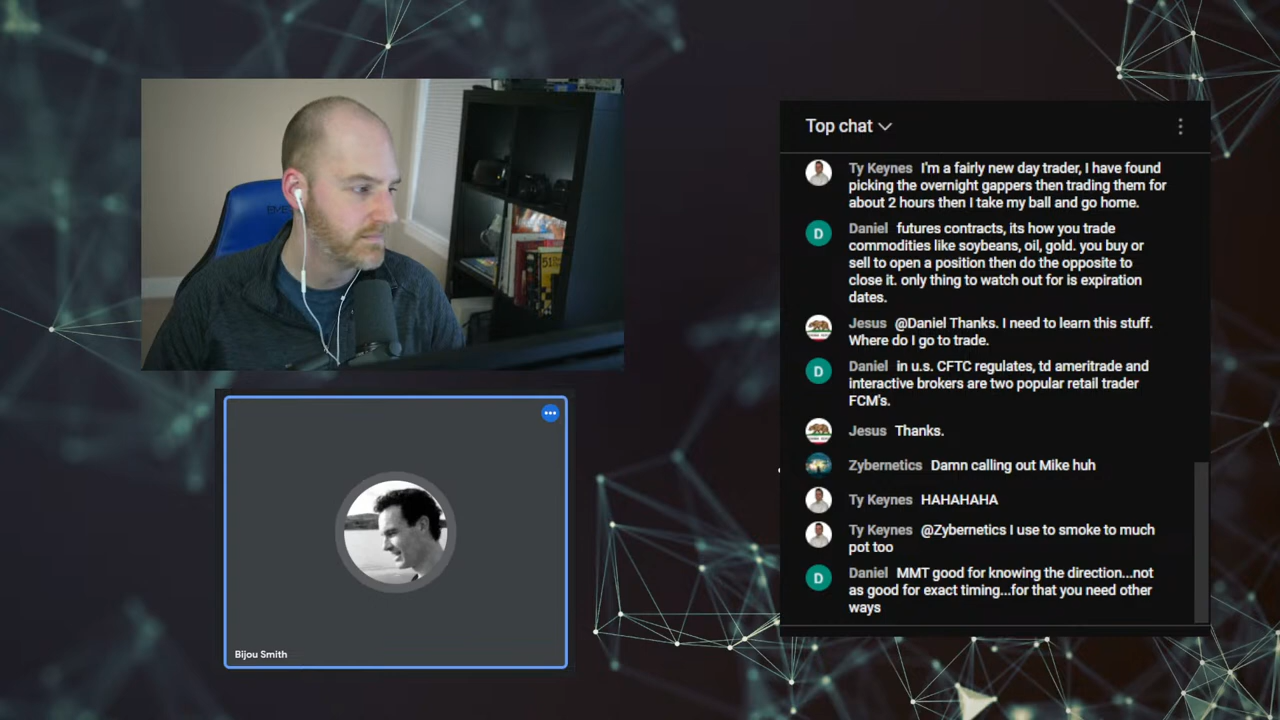 Top chat
Ty Keynes I'm a fairly new day trader, I have found
picking the overnight gappers then trading them for
about 2 hours then I take my ball and go home.
D Daniel futures contracts, its how you trade
commodities like soybeans, oil, gold. you buy or
sell to open a position then do the opposite to
close it. only thing to watch out for is expiration
dates.
Jesus @Daniel Thanks. I need to learn this stuff.
Where do I go to trade.
D Daniel in u.s. CFTC regulates, td ameritrade and
interactive brokers are two popular retail trader
FCM's.
Jesus Thanks.
Zybernetics Damn calling out Mike huh
Ty Keynes HAHAHAHA
Ty Keynes @Zybernetics I use to smoke to much
pot too
D Daniel MMT good for knowing the direction...not
as good for exact timing...for that you need other
ways
51
Bijou Smith